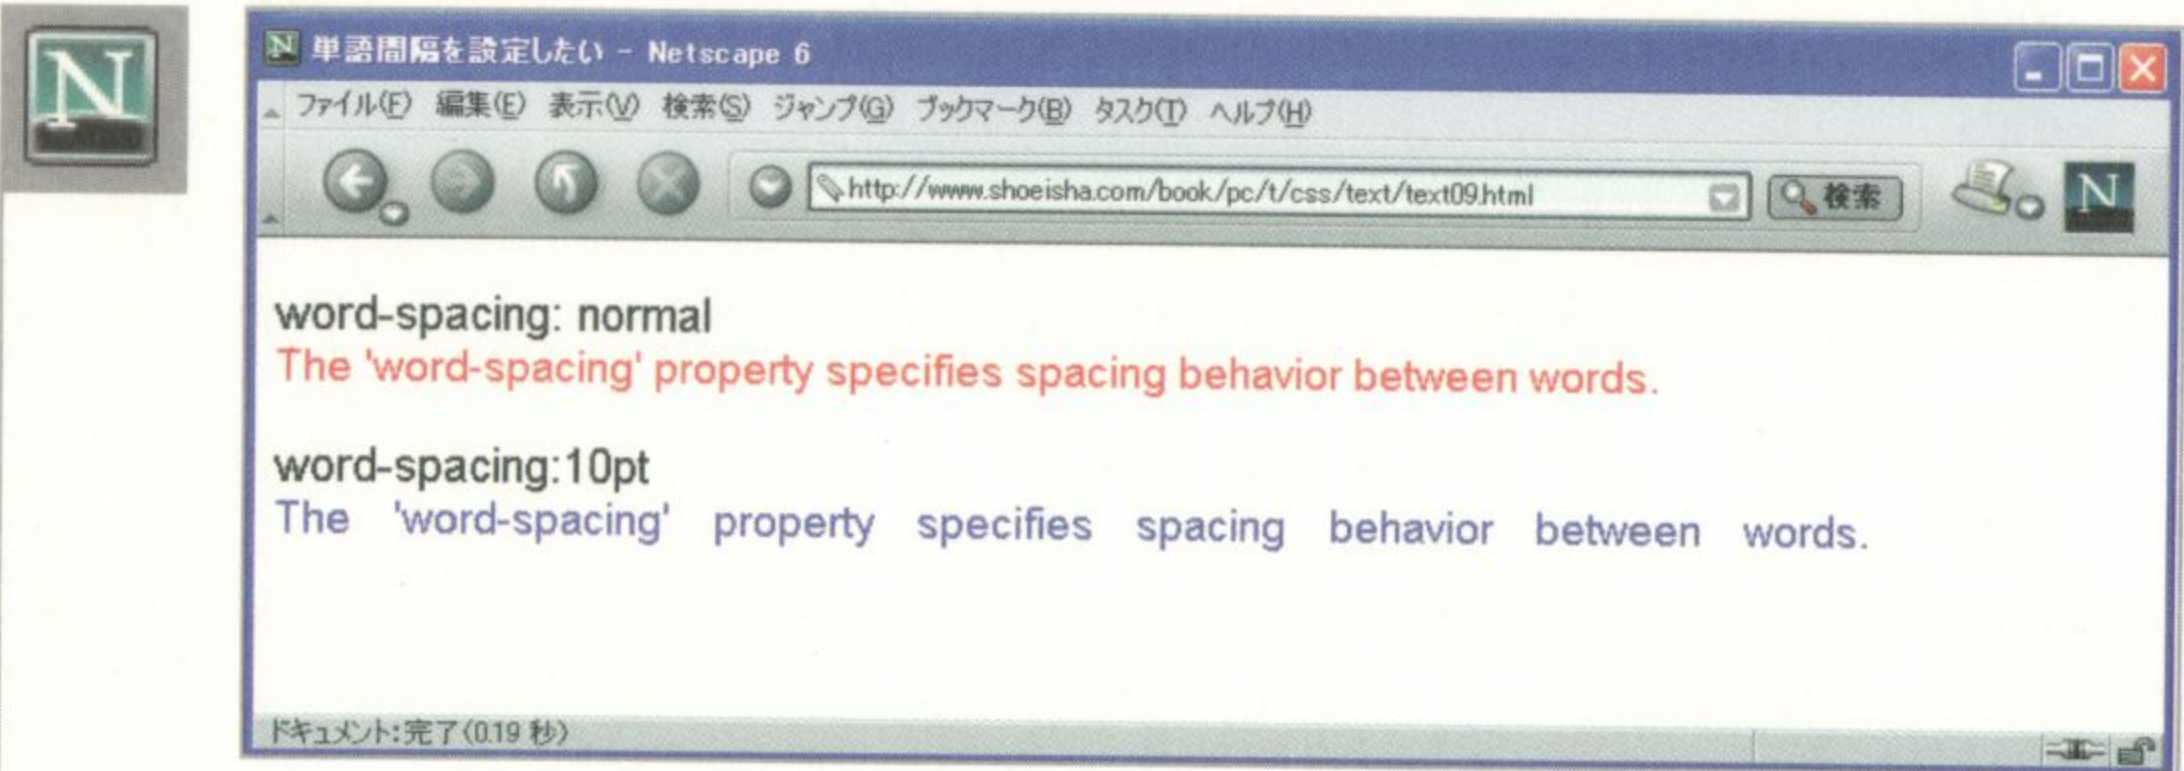 N
単語間隔を設定したい - Netscape 6
ファイル(F) 編集(E) 表示(V) 検索(S) ジャンプ(G) ブックマーク(B) タスク(T) ヘルプ(H)
http://www.shoeisha.com/book/pc/t/css/text/text09.html 検索 N
word-spacing: normal
The 'word-spacing' property specifies spacing behavior between words.
word-spacing:10pt
The 'word-spacing' property specifies spacing behavior between words.
ドキュメント:完了(0.19 秒)